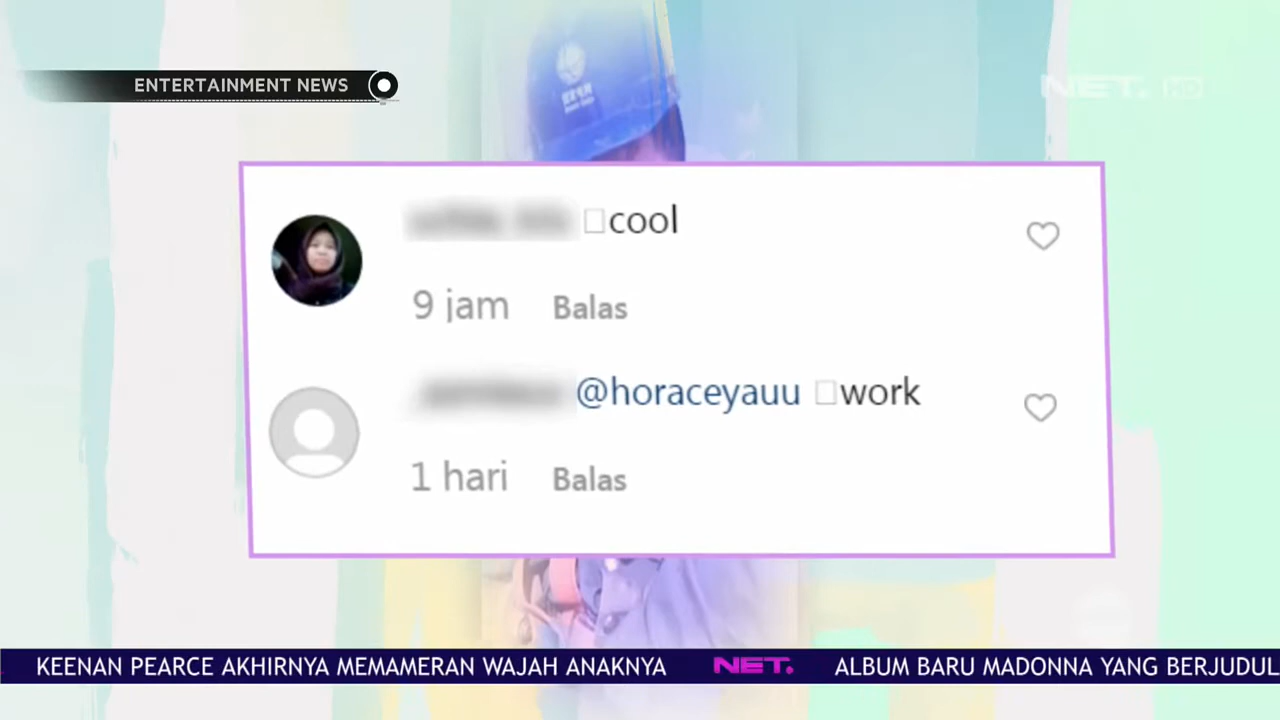 ENTERTAINMENT NEWS
NET. HD
cool
9 jam Balas
@horaceyauu work
1 hari Balas
KEENAN PEARCE AKHIRNYA MEMAMERAN WAJAH ANAKNYA NET. ALBUM BARU MADONNA YANG BERJUDUL